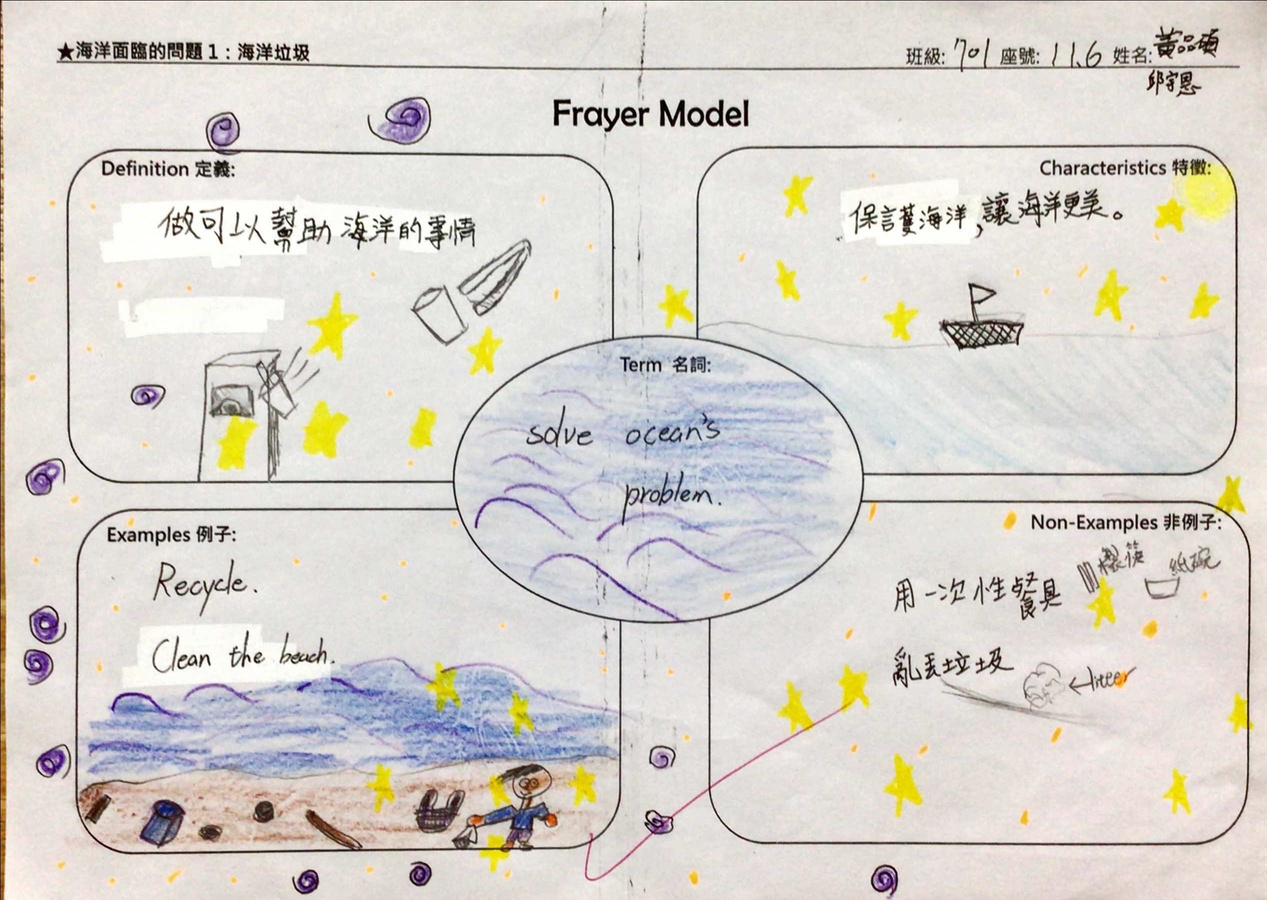 ★海洋面臨的問題 1：海洋垃圾
班級: 701 座號: 11.6 姓名: 黃品碩
邱宇恩
Frayer Model
Definition 定義:
做可以幫助海洋的事情
Characteristics 特徵:
保護海洋,讓海洋更美。
Term 名詞:
solve ocean's
problem.
Examples 例子:
Recycle.
Clean the beach.
Non-Examples 非例子:
筷 紙碗
用一次性餐具
亂丟垃圾
←litter